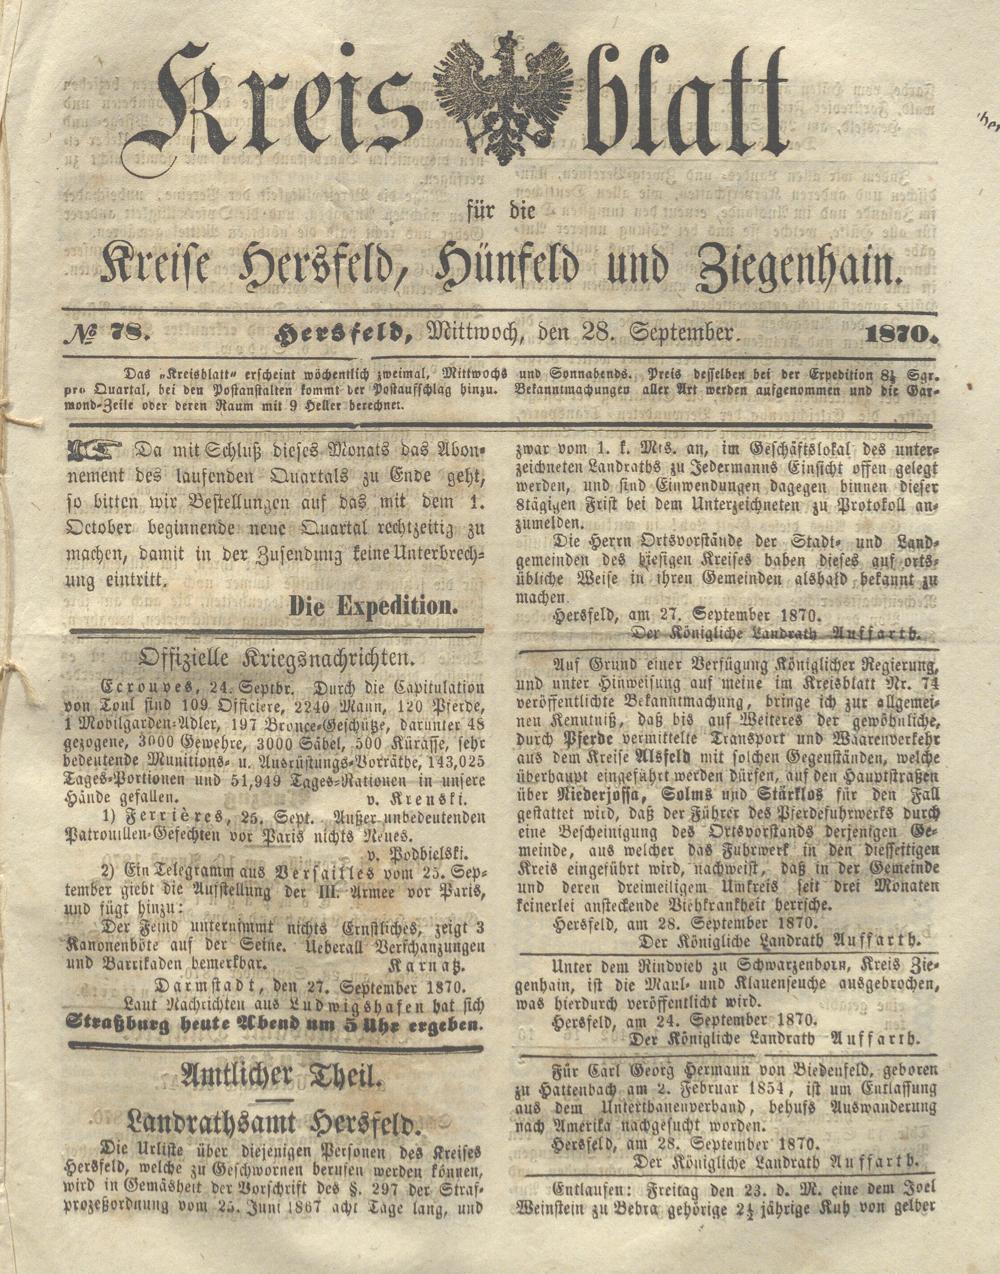 Kreisblatt
für die
Kreise Hersfeld, Hünfeld und Ziegenhain.
№ 78. Hersfeld, Mittwoch, den 28. September. 1870.
Das „Kreisblatt“ erscheint wöchentlich zweimal, Mittwochs und Sonnabends. Preis desselben bei der Expedition 8½ Sgr.
pro Quartal, bei den Postanstalten kommt der Postaufschlag hinzu. Bekanntmachungen aller Art werden aufgenommen und die Gar-
mond-Zeile oder deren Raum mit 9 Heller berechnet.
Da mit Schluß dieses Monats das Abon-
nement des laufenden Quartals zu Ende geht,
so bitten wir Bestellungen auf das mit dem 1.
October beginnende neue Quartal rechtzeitig zu
machen, damit in der Zusendung keine Unterbrech-
ung eintritt.
Die Expedition.
Offizielle Kriegsnachrichten.
Ecrouves, 24. Septbr. Durch die Capitulation
von Toul sind 109 Officiere, 2240 Mann, 120 Pferde,
1 Mobilgarden-Adler, 197 Bronce-Geschütze, darunter 48
gezogene, 3000 Gewehre, 3000 Säbel, 500 Kürasse, sehr
bedeutende Munitions- u. Ausrüstungs-Vorräthe, 143,025
Tages-Portionen und 51,949 Tages-Rationen in unsere
Hände gefallen. v. Krenski.
1) Ferrières, 25. Sept. Außer unbedeutenden
Patrouillen-Gefechten vor Paris nichts Neues.
v. Podbielski.
2) Ein Telegramm aus Versailles vom 25. Sep-
tember giebt die Aufstellung der III. Armee vor Paris,
und fügt hinzu:
Der Feind unternimmt nichts Ernstliches, zeigt 3
Kanonenböte auf der Seine. Ueberall Verschanzungen
und Barrikaden bemerkbar. Karnatz.
Darmstadt, den 27. September 1870.
Laut Nachrichten aus Ludwigshafen hat sich
Straßburg heute Abend um 5 Uhr ergeben.
Amtlicher Theil.
Landrathsamt Hersfeld.
Die Urliste über diejenigen Personen des Kreises
Hersfeld, welche zu Geschwornen berufen werden können,
wird in Gemäsheit der Vorschrift des §. 297 der Straf-
prozeßordnung vom 25. Juni 1867 acht Tage lang, und
zwar vom 1. k. Mts. an, im Geschäftslokal des unter-
zeichneten Landraths zu Jedermanns Einsicht offen gelegt
werden, und sind Einwendungen dagegen binnen dieser
8tägigen Frist bei dem Unterzeichneten zu Protokoll an-
zumelden.
Die Herrn Ortsvorstände der Stadt- und Land-
gemeinden des hiesigen Kreises haben dieses auf orts-
übliche Weise in ihren Gemeinden alsbald bekannt zu
machen.
Hersfeld, am 27. September 1870.
Der Königliche Landrath Auffarth.
Auf Grund einer Verfügung Königlicher Regierung,
und unter Hinweisung auf meine im Kreisblatt Nr. 74
veröffentlichte Bekanntmachung, bringe ich zur allgemei-
nen Kenntniß, daß bis auf Weiteres der gewöhnliche,
durch Pferde vermittelte Transport und Waarenverkehr
aus dem Kreise Alsfeld mit solchen Gegenständen, welche
überhaupt eingeführt werden dürfen, auf den Hauptstraßen
über Niederjossa, Solms und Stärklos für den Fall
gestattet wird, daß der Führer des Pferdefuhrwerks durch
eine Bescheinigung des Ortsvorstands derjenigen Ge-
meinde, aus welcher das Fuhrwerk in den diesseitigen
Kreis eingeführt wird, nachweist, daß in der Gemeinde
und deren dreimeiligem Umkreis seit drei Monaten
keinerlei ansteckende Viehkrankheit herrsche.
Hersfeld, am 28. September 1870.
Der Königliche Landrath Auffarth.
Unter dem Rindvieh zu Schwarzenborn, Kreis Zie-
genhain, ist die Maul- und Klauenseuche ausgebrochen,
was hierdurch veröffentlicht wird.
Hersfeld, am 24. September 1870.
Der Königliche Landrath Auffarth.
Für Carl Georg Hermann von Biedenfeld, geboren
zu Hattenbach am 2. Februar 1854, ist um Entlassung
aus dem Unterthanenverband, behufs Auswanderung
nach Amerika nachgesucht worden.
Hersfeld, am 28. September 1870.
Der Königliche Landrath Auffarth.
Entlaufen: Freitag den 23. d. M. eine dem Joel
Weinstein zu Bebra gehörige 2½ jährige Kuh von gelber